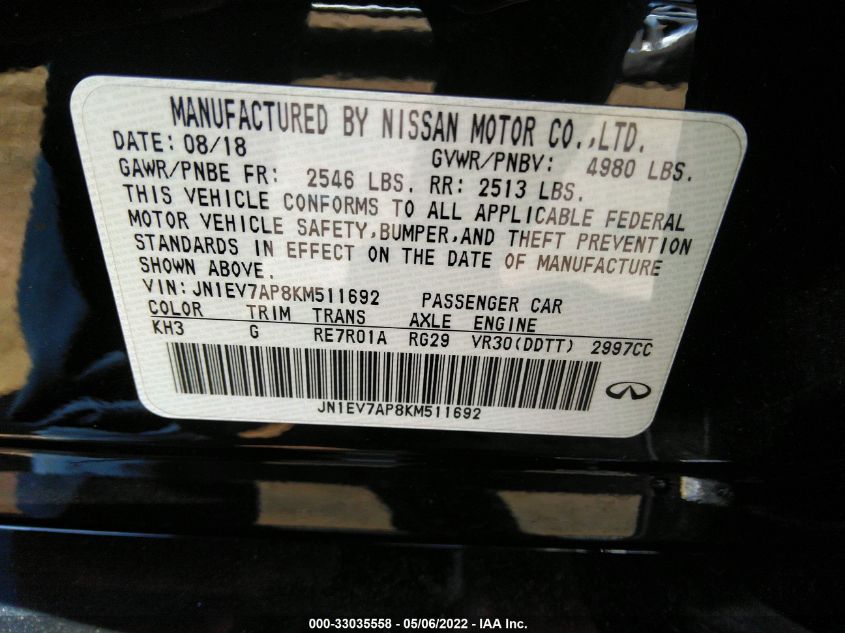 MANUFACTURED BY NISSAN MOTOR CO.,LTD.
DATE: 08/18 GVWR/PNBV: 4980 LBS.
GAWR/PNBE FR: 2546 LBS. RR: 2513 LBS.
THIS VEHICLE CONFORMS TO ALL APPLICABLE FEDERAL
MOTOR VEHICLE SAFETY,BUMPER,AND THEFT PREVENTION
STANDARDS IN EFFECT ON THE DATE OF MANUFACTURE
SHOWN ABOVE.
VIN: JN1EV7AP8KM511692 PASSENGER CAR
COLOR TRIM TRANS AXLE ENGINE
KH3 G RE7R01A RG29 VR30(DDTT) 2997CC
JN1EV7AP8KM511692
000-33035558 - 05/06/2022 - IAA Inc.